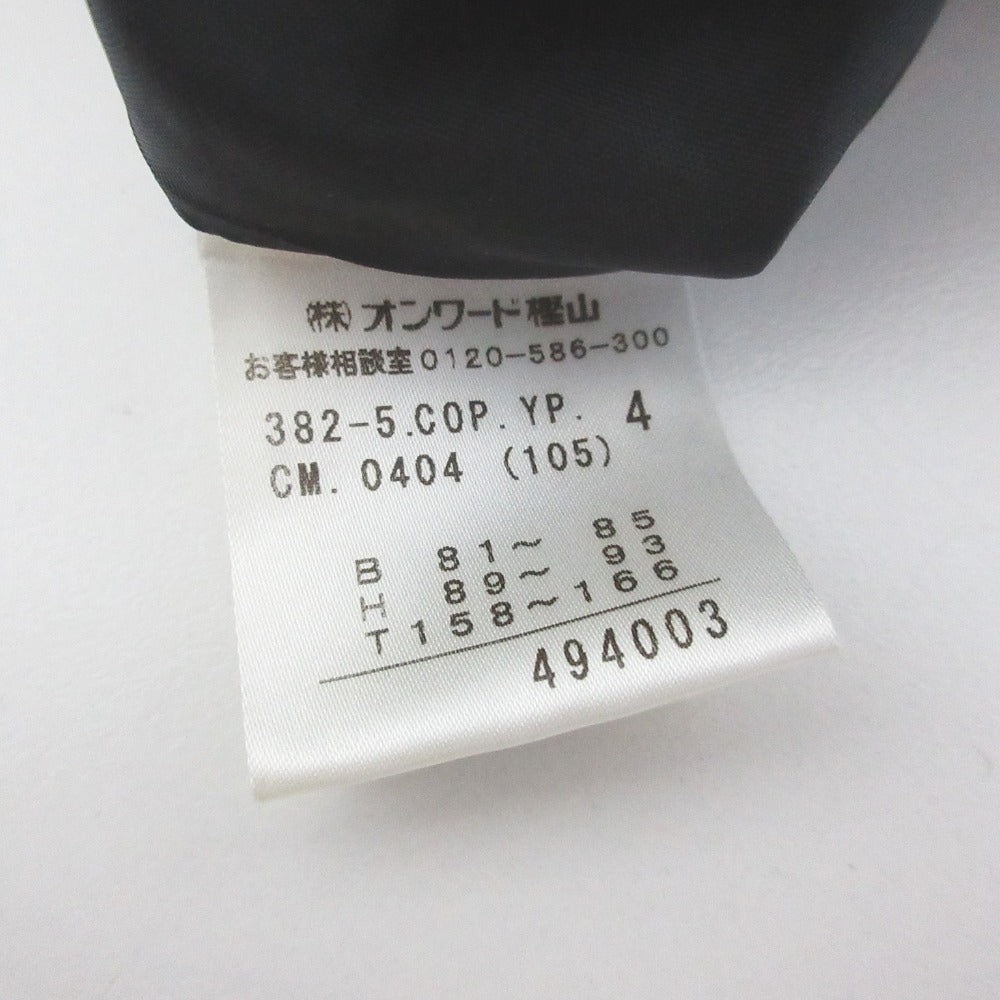 ㈱オンワード樫山
お客様相談室0120-586-300
382-5.COP.YP. 4
CM. 0404 (105)
B 81～ 85
H 89～ 93
T158～166
494003